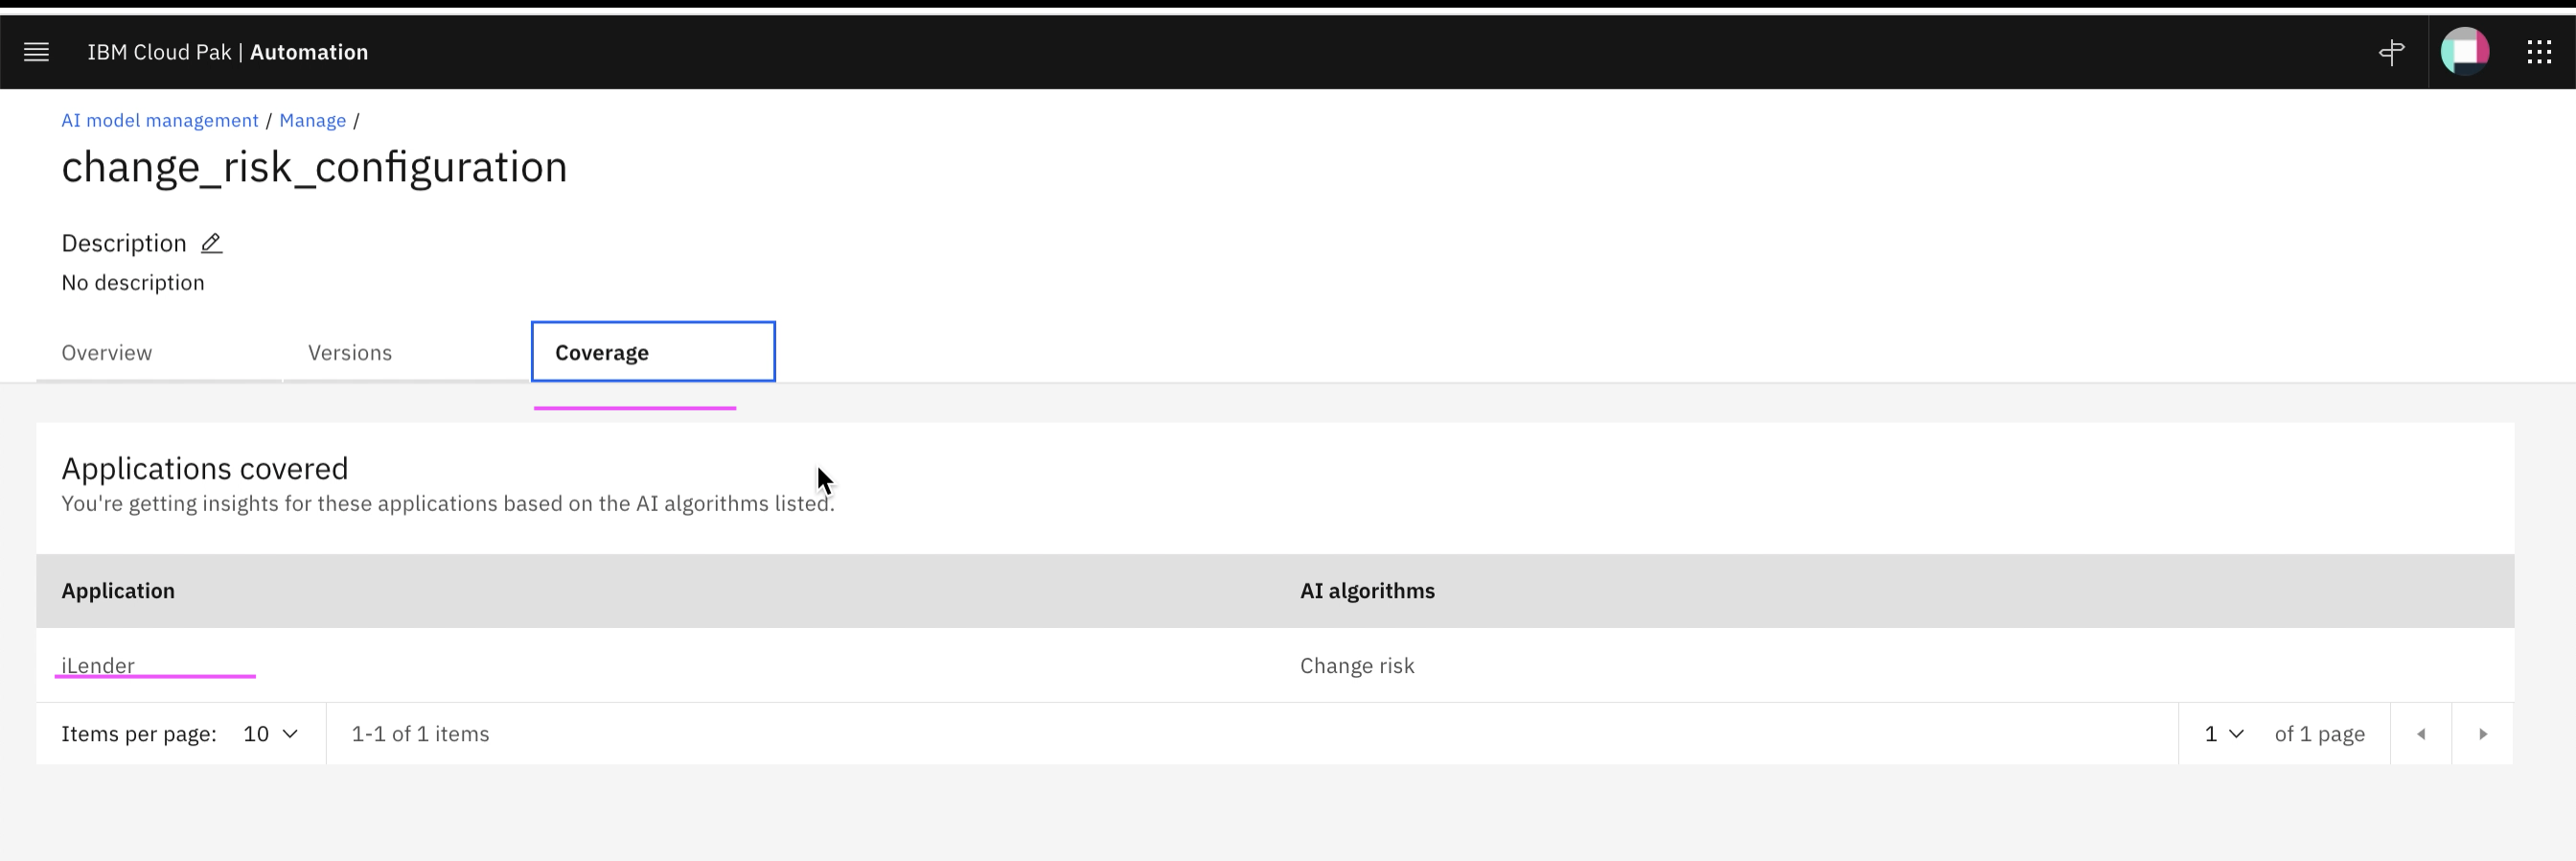 IBM Cloud Pak | Automation
AI model management / Manage /
change_risk_configuration
Description
No description
Overview Versions Coverage
Applications covered
You're getting insights for these applications based on the AI algorithms listed.
Application AI algorithms
iLender Change risk
Items per page: 10 1-1 of 1 items 1 of 1 page